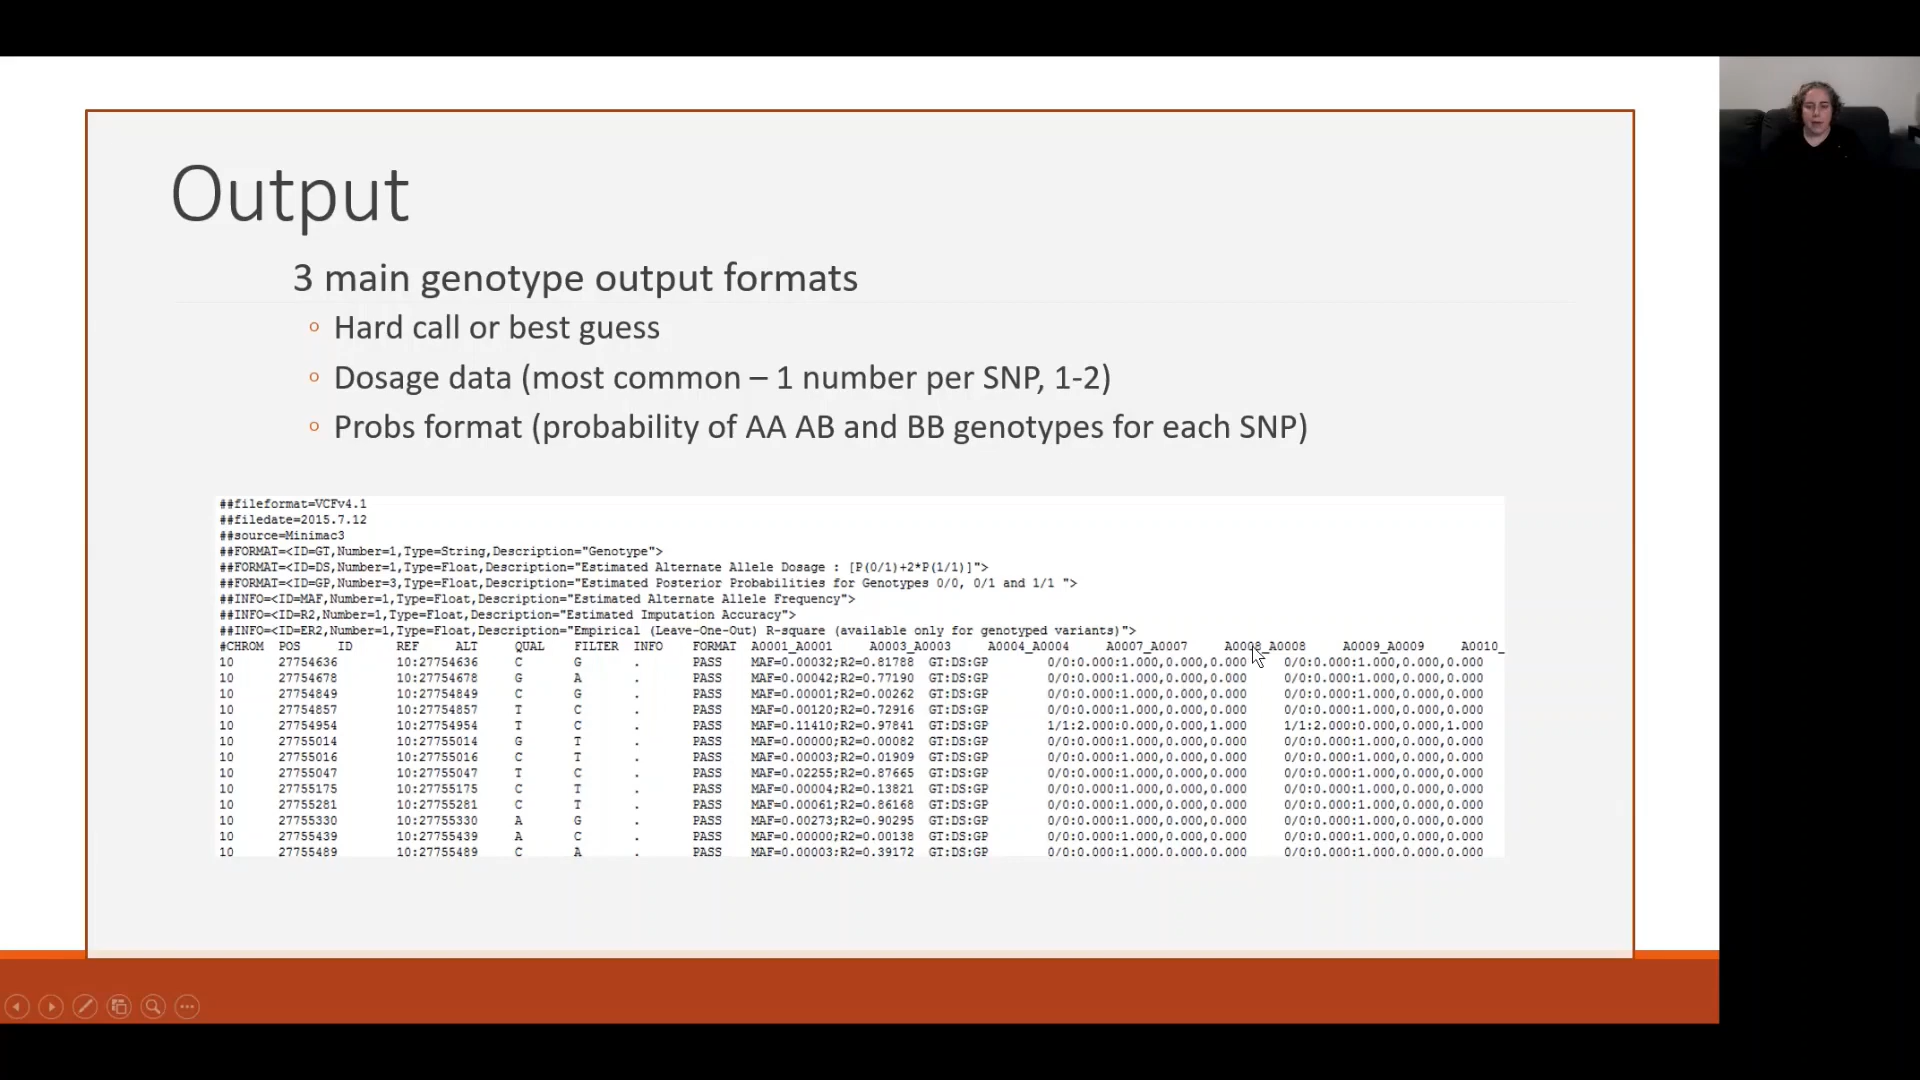 Output
3 main genotype output formats
Hard call or best guess
Dosage data (most common – 1 number per SNP, 1-2)
Probs format (probability of AA AB and BB genotypes for each SNP)
##fileformat=VCFv4.1
##filedate=2015.7.12
##source=Minimac3
##FORMAT=<ID=GT,Number=1,Type=String,Description="Genotype">
##FORMAT=<ID=DS,Number=1,Type=Float,Description="Estimated Alternate Allele Dosage : [P(0/1)+2*P(1/1)]">
##FORMAT=<ID=GP,Number=3,Type=Float,Description="Estimated Posterior Probabilities for Genotypes 0/0, 0/1 and 1/1 ">
##INFO=<ID=MAF,Number=1,Type=Float,Description="Estimated Alternate Allele Frequency">
##INFO=<ID=R2,Number=1,Type=Float,Description="Estimated Imputation Accuracy">
##INFO=<ID=ER2,Number=1,Type=Float,Description="Empirical (Leave-One-Out) R-square (available only for genotyped variants)">
#CHROM POS ID REF ALT QUAL FILTER INFO FORMAT A0001_A0001 A0003_A0003 A0004_A0004 A0007_A0007 A0008_A0008 A0009_A0009 A0010_
10 27754636 10:27754636 C G . PASS MAF=0.00032;R2=0.81788 GT:DS:GP 0/0:0.000:1.000,0.000,0.000 0/0:0.000:1.000,0.000,0.000
10 27754678 10:27754678 G A . PASS MAF=0.00042;R2=0.77190 GT:DS:GP 0/0:0.000:1.000,0.000,0.000 0/0:0.000:1.000,0.000,0.000
10 27754849 10:27754849 C G . PASS MAF=0.00001;R2=0.00262 GT:DS:GP 0/0:0.000:1.000,0.000,0.000 0/0:0.000:1.000,0.000,0.000
10 27754857 10:27754857 T C . PASS MAF=0.00120;R2=0.72916 GT:DS:GP 0/0:0.000:1.000,0.000,0.000 0/0:0.000:1.000,0.000,0.000
10 27754954 10:27754954 T C . PASS MAF=0.11410;R2=0.97841 GT:DS:GP 1/1:2.000:0.000,0.000,1.000 1/1:2.000:0.000,0.000,1.000
10 27755014 10:27755014 G T . PASS MAF=0.00000;R2=0.00082 GT:DS:GP 0/0:0.000:1.000,0.000,0.000 0/0:0.000:1.000,0.000,0.000
10 27755016 10:27755016 C T . PASS MAF=0.00003;R2=0.01909 GT:DS:GP 0/0:0.000:1.000,0.000,0.000 0/0:0.000:1.000,0.000,0.000
10 27755047 10:27755047 T C . PASS MAF=0.02255;R2=0.87665 GT:DS:GP 0/0:0.000:1.000,0.000,0.000 0/0:0.000:1.000,0.000,0.000
10 27755175 10:27755175 C T . PASS MAF=0.00004;R2=0.13821 GT:DS:GP 0/0:0.000:1.000,0.000,0.000 0/0:0.000:1.000,0.000,0.000
10 27755281 10:27755281 C T . PASS MAF=0.00061;R2=0.86168 GT:DS:GP 0/0:0.000:1.000,0.000,0.000 0/0:0.000:1.000,0.000,0.000
10 27755330 10:27755330 A G . PASS MAF=0.00273;R2=0.90295 GT:DS:GP 0/0:0.000:1.000,0.000,0.000 0/0:0.000:1.000,0.000,0.000
10 27755439 10:27755439 A C . PASS MAF=0.00000;R2=0.00138 GT:DS:GP 0/0:0.000:1.000,0.000,0.000 0/0:0.000:1.000,0.000,0.000
10 27755489 10:27755489 C A . PASS MAF=0.00003;R2=0.39172 GT:DS:GP 0/0:0.000:1.000,0.000,0.000 0/0:0.000:1.000,0.000,0.000